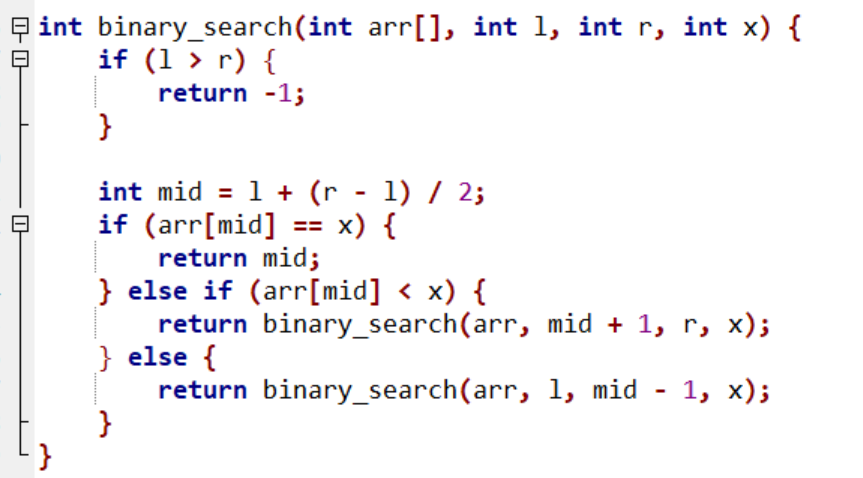 int binary_search(int arr[], int l, int r, int x) {
    if (l > r) {
        return -1;
    }

    int mid = l + (r - l) / 2;
    if (arr[mid] == x) {
        return mid;
    } else if (arr[mid] < x) {
        return binary_search(arr, mid + 1, r, x);
    } else {
        return binary_search(arr, l, mid - 1, x);
    }
}